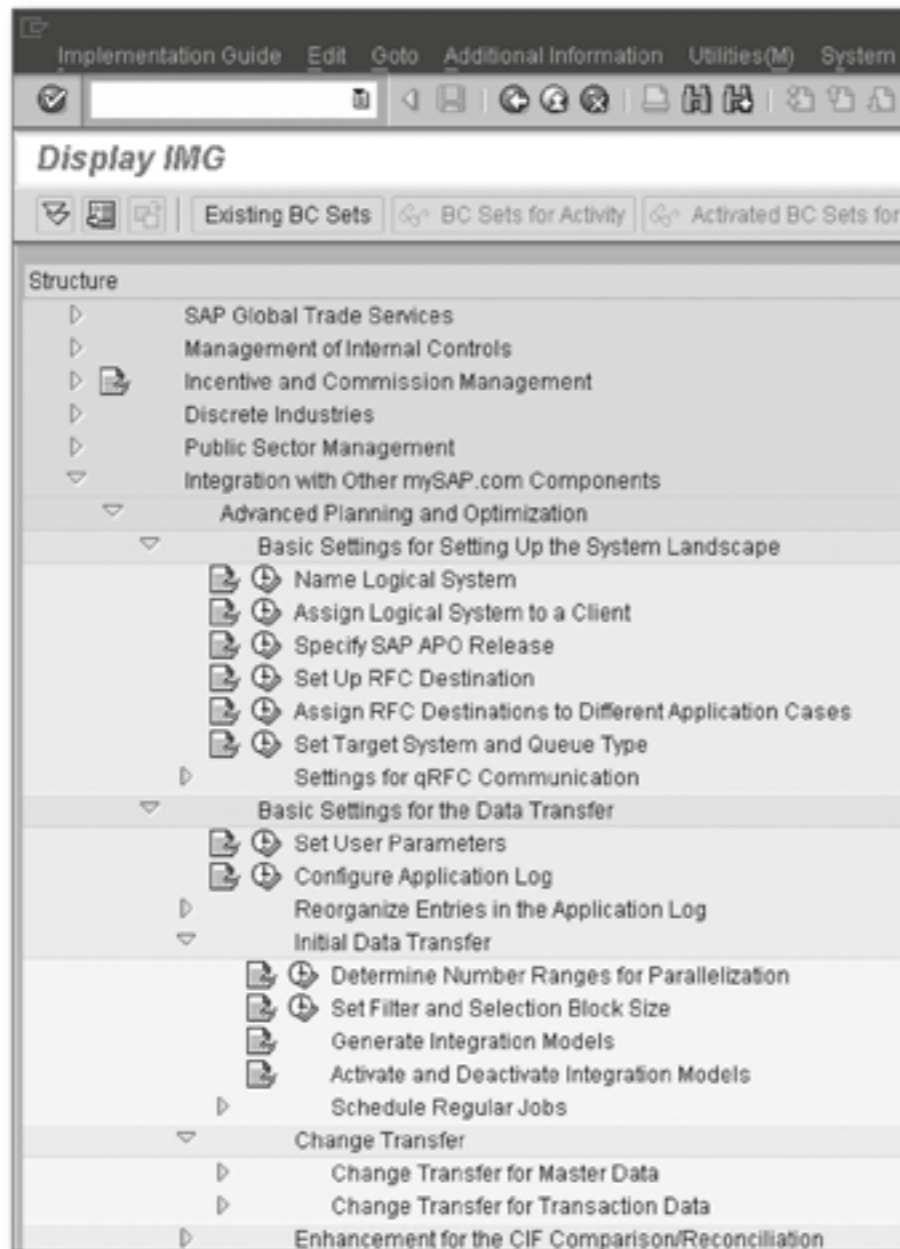 Implementation Guide Edit Goto Additional Information Utilities(M) System
Display IMG
Existing BC Sets BC Sets for Activity Activated BC Sets for
Structure
SAP Global Trade Services
Management of Internal Controls
Incentive and Commission Management
Discrete Industries
Public Sector Management
Integration with Other mySAP.com Components
Advanced Planning and Optimization
Basic Settings for Setting Up the System Landscape
Name Logical System
Assign Logical System to a Client
Specify SAP APO Release
Set Up RFC Destination
Assign RFC Destinations to Different Application Cases
Set Target System and Queue Type
Settings for qRFC Communication
Basic Settings for the Data Transfer
Set User Parameters
Configure Application Log
Reorganize Entries in the Application Log
Initial Data Transfer
Determine Number Ranges for Parallelization
Set Filter and Selection Block Size
Generate Integration Models
Activate and Deactivate Integration Models
Schedule Regular Jobs
Change Transfer
Change Transfer for Master Data
Change Transfer for Transaction Data
Enhancement for the CIF Comparison/Reconciliation